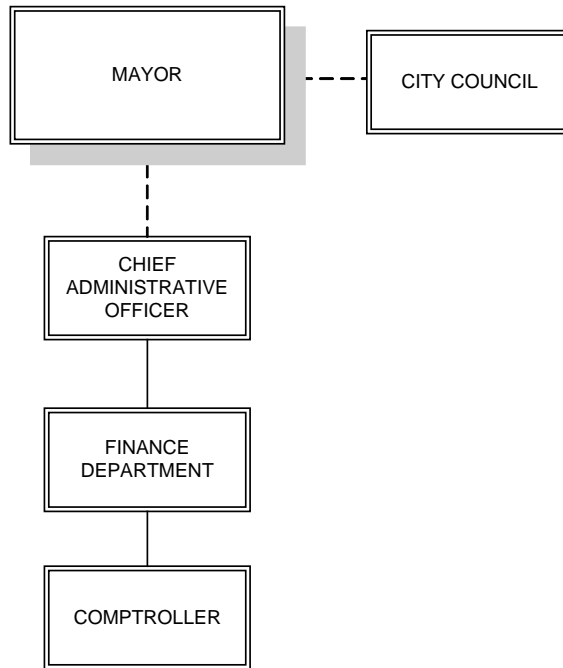 MAYOR
CITY COUNCIL
CHIEF
ADMINISTRATIVE
OFFICER
FINANCE
DEPARTMENT
COMPTROLLER